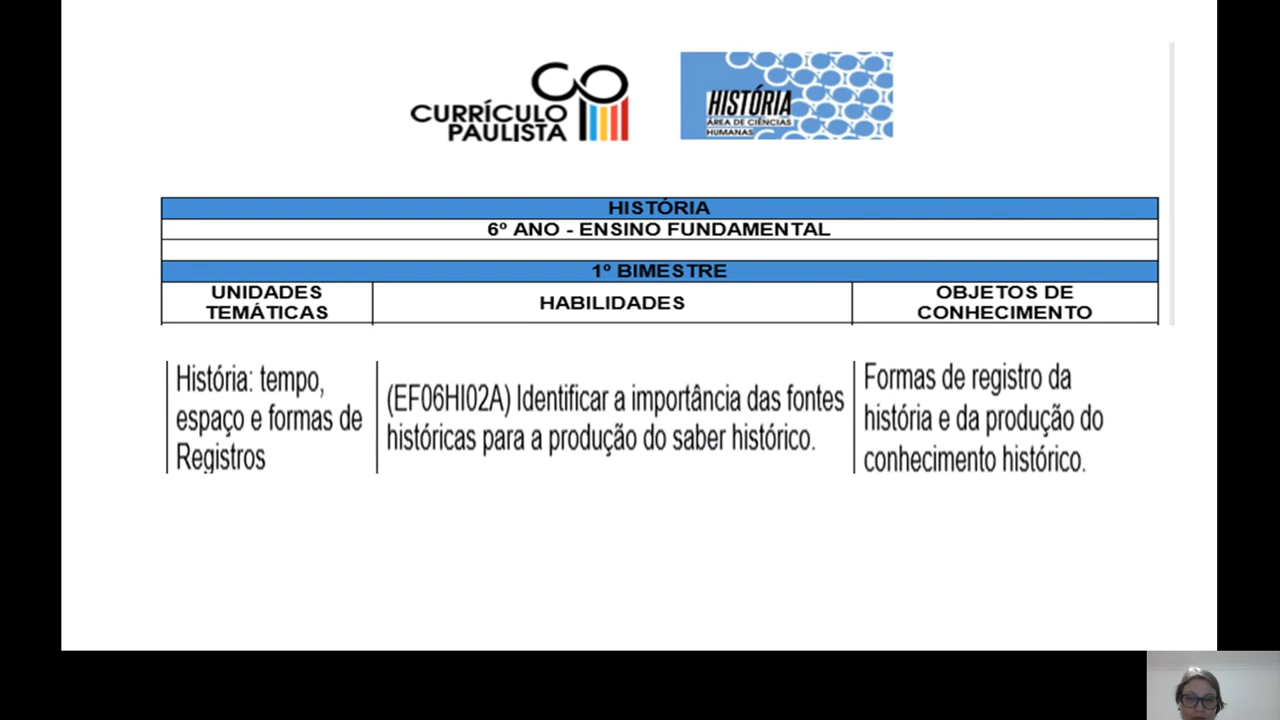 CURRÍCULO
PAULISTA
HISTÓRIA
ÁREA DE CIÊNCIAS
HUMANAS
HISTÓRIA
6º ANO - ENSINO FUNDAMENTAL
1º BIMESTRE
UNIDADES
TEMÁTICAS
HABILIDADES
OBJETOS DE
CONHECIMENTO
História: tempo,
espaço e formas de
Registros
(EF06HI02A) Identificar a importância das fontes
históricas para a produção do saber histórico.
Formas de registro da
história e da produção do
conhecimento histórico.